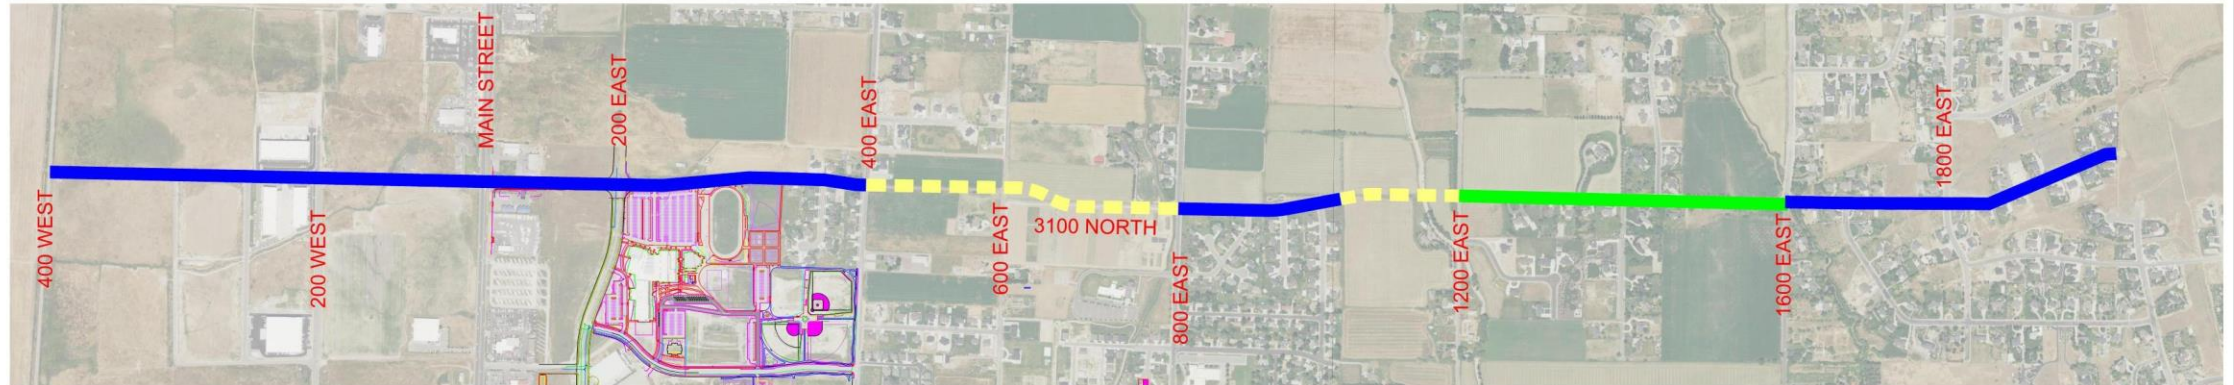 400 WEST
200 WEST
MAIN STREET
200 EAST
400 EAST
600 EAST
3100 NORTH
800 EAST
1200 EAST
1600 EAST
1800 EAST